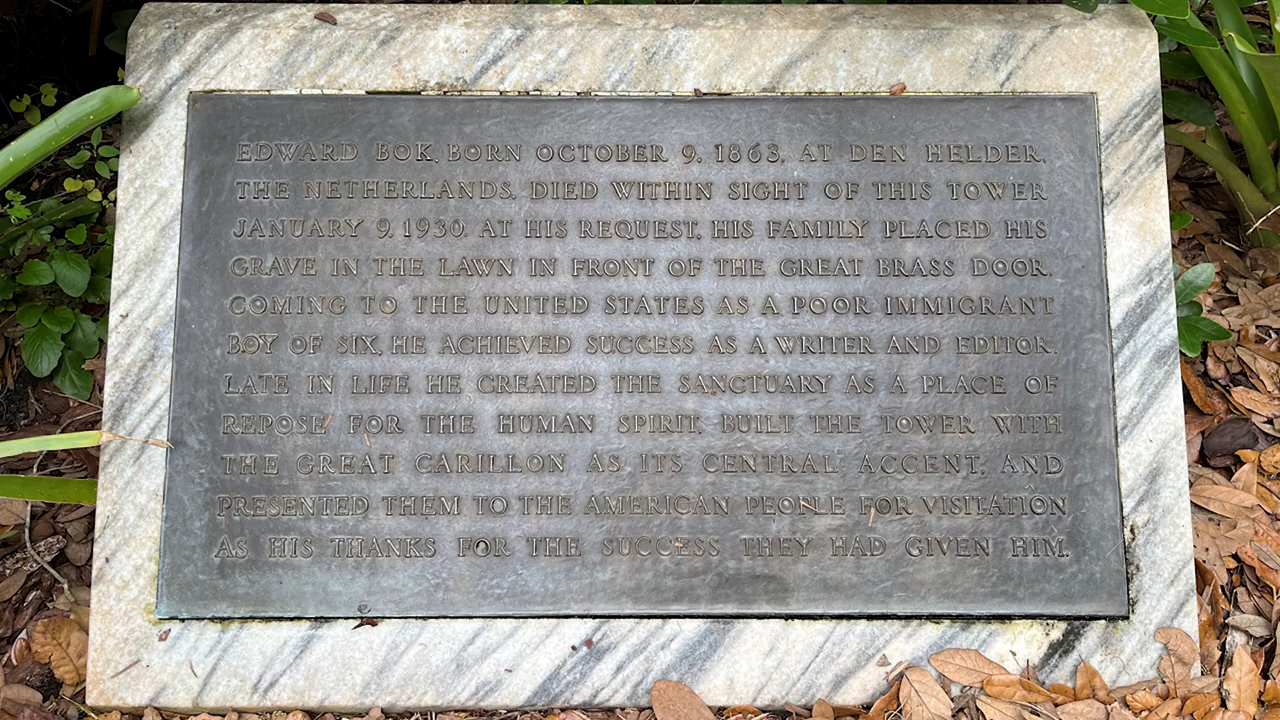 EDWARD BOK, BORN OCTOBER 9, 1863, AT DEN HELDER,
THE NETHERLANDS, DIED WITHIN SIGHT OF THIS TOWER
JANUARY 9, 1930. AT HIS REQUEST, HIS FAMILY PLACED HIS
GRAVE IN THE LAWN IN FRONT OF THE GREAT BRASS DOOR.
COMING TO THE UNITED STATES AS A POOR IMMIGRANT
BOY OF SIX, HE ACHIEVED SUCCESS AS A WRITER AND EDITOR.
LATE IN LIFE HE CREATED THE SANCTUARY AS A PLACE OF
REPOSE FOR THE HUMAN SPIRIT, BUILT THE TOWER WITH
THE GREAT CARILLON AS ITS CENTRAL ACCENT, AND
PRESENTED THEM TO THE AMERICAN PEOPLE FOR VISITATION
AS HIS THANKS FOR THE SUCCESS THEY HAD GIVEN HIM.